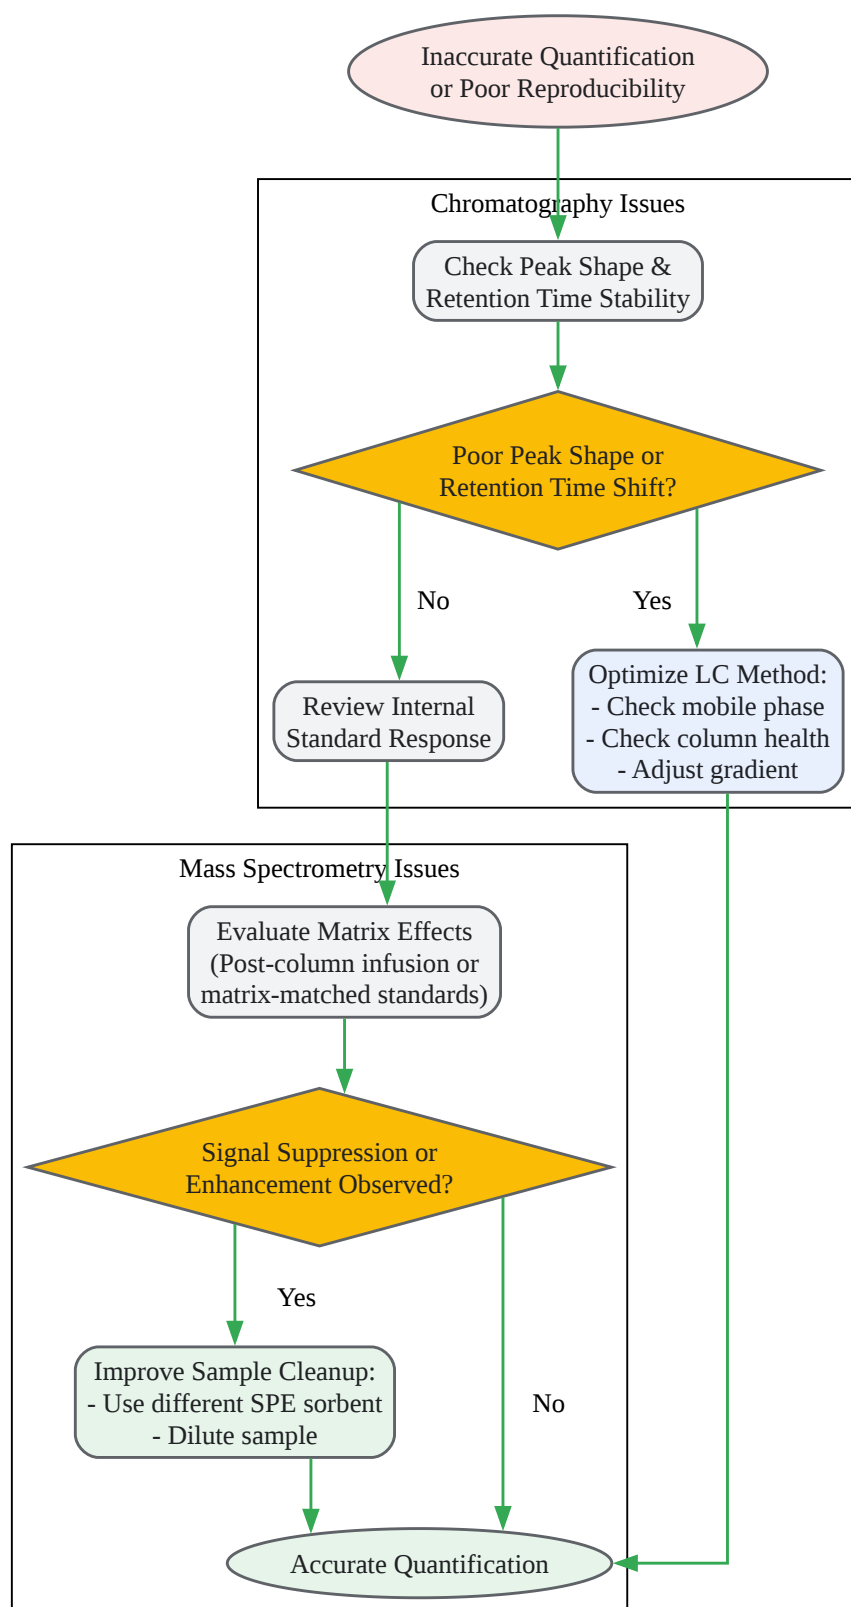 Inaccurate Quantification
or Poor Reproducibility
Chromatography Issues
Check Peak Shape &
Retention Time Stability
Poor Peak Shape or
Retention Time Shift?
No
Yes
Review Internal
Standard Response
Optimize LC Method:
- Check mobile phase
- Check column health
- Adjust gradient
Mass Spectrometry Issues
Evaluate Matrix Effects
(Post-column infusion or
matrix-matched standards)
Signal Suppression or
Enhancement Observed?
Yes
No
Improve Sample Cleanup:
- Use different SPE sorbent
- Dilute sample
Accurate Quantification